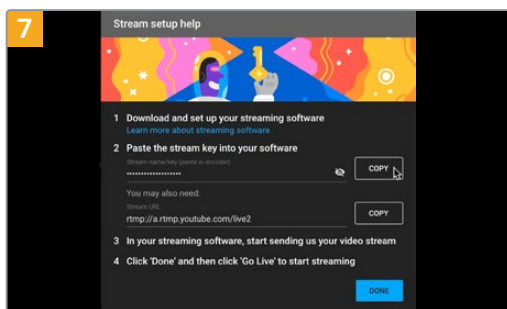 7
Stream setup help
1 Download and set up your streaming software
Learn more about streaming software
2 Paste the stream key into your software
Stream name/key (paste in encoder)
•••••••••••••••••••
COPY
You may also need:
Stream URL
rtmp://a.rtmp.youtube.com/live2
COPY
3 In your streaming software, start sending us your video stream
4 Click 'Done' and then click 'Go Live' to start streaming
DONE